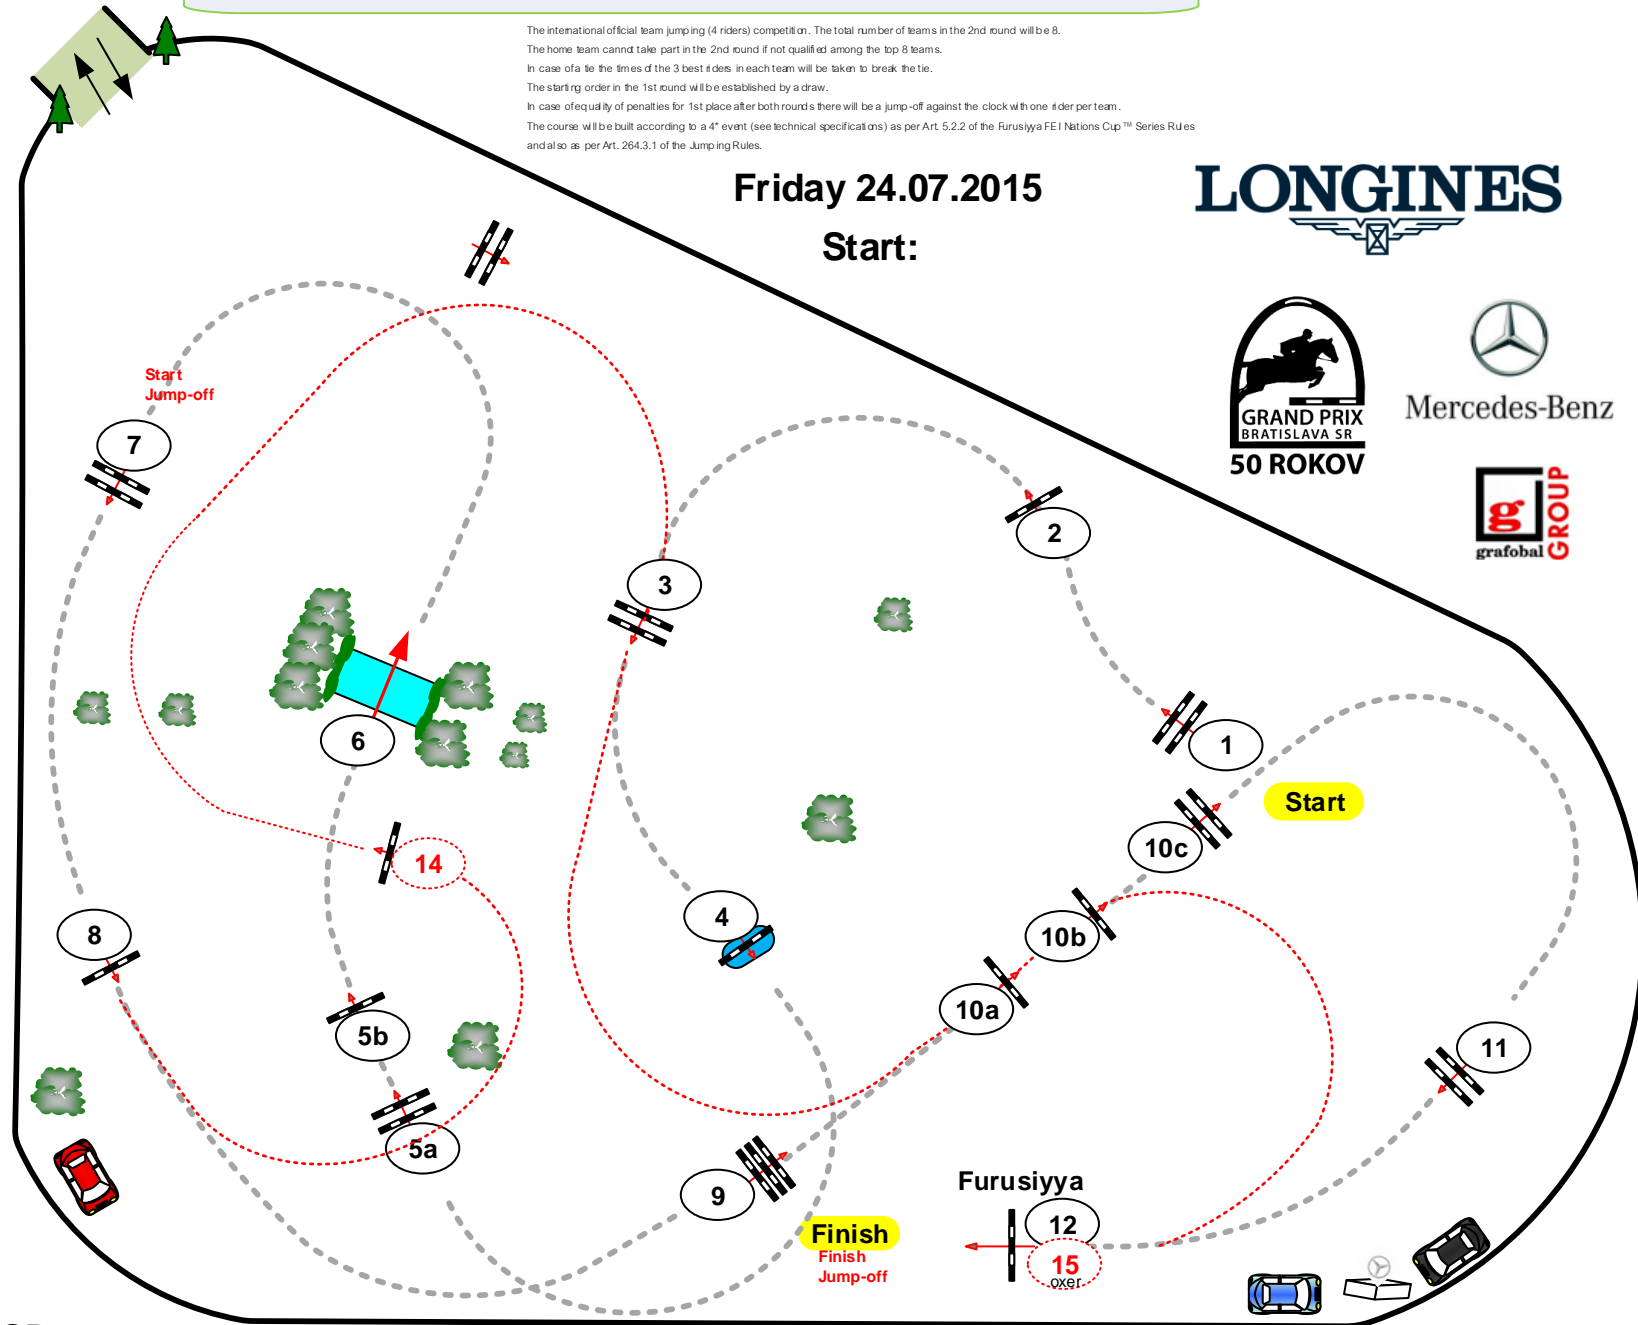 The international official team jumping (4 riders) competition. The total number of teams in the 2nd round will be 8.
The home team cannot take part in the 2nd round if not qualified among the top 8 teams.
In case of a tie the times of the 3 best riders in each team will be taken to break the tie.
The starting order in the 1st round will be established by a draw.
In case of equality of penalties for 1st place after both rounds there will be a jump-off against the clock with one rider per team.
The course will be built according to a 4* event (see technical specifications) as per Art. 5.2.2 of the Furusiyya FEI Nations Cup™ Series Rules
and also as per Art. 264.3.1 of the Jumping Rules.
Friday 24.07.2015
Start:
LONGINES
GRAND PRIX
BRATISLAVA SR
50 ROKOV
Mercedes-Benz
g
grafobal
GROUP
Start
Jump-off
7
2
3
6
1
Start
10c
14
4
8
10b
10a
5b
11
5a
9
Furusiyya
12
Finish
Finish
Jump-off
15
oxer